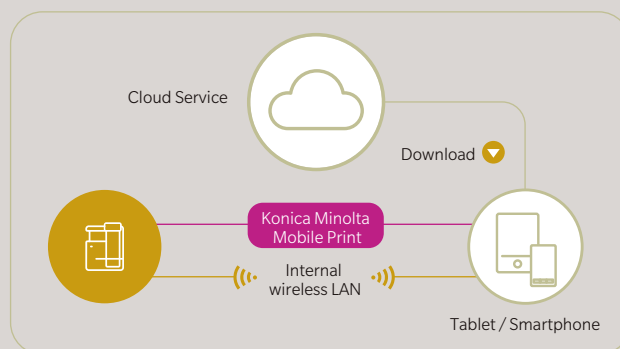 Cloud Service
Download
Konica Minolta
Mobile Print
Internal
wireless LAN
Tablet / Smartphone